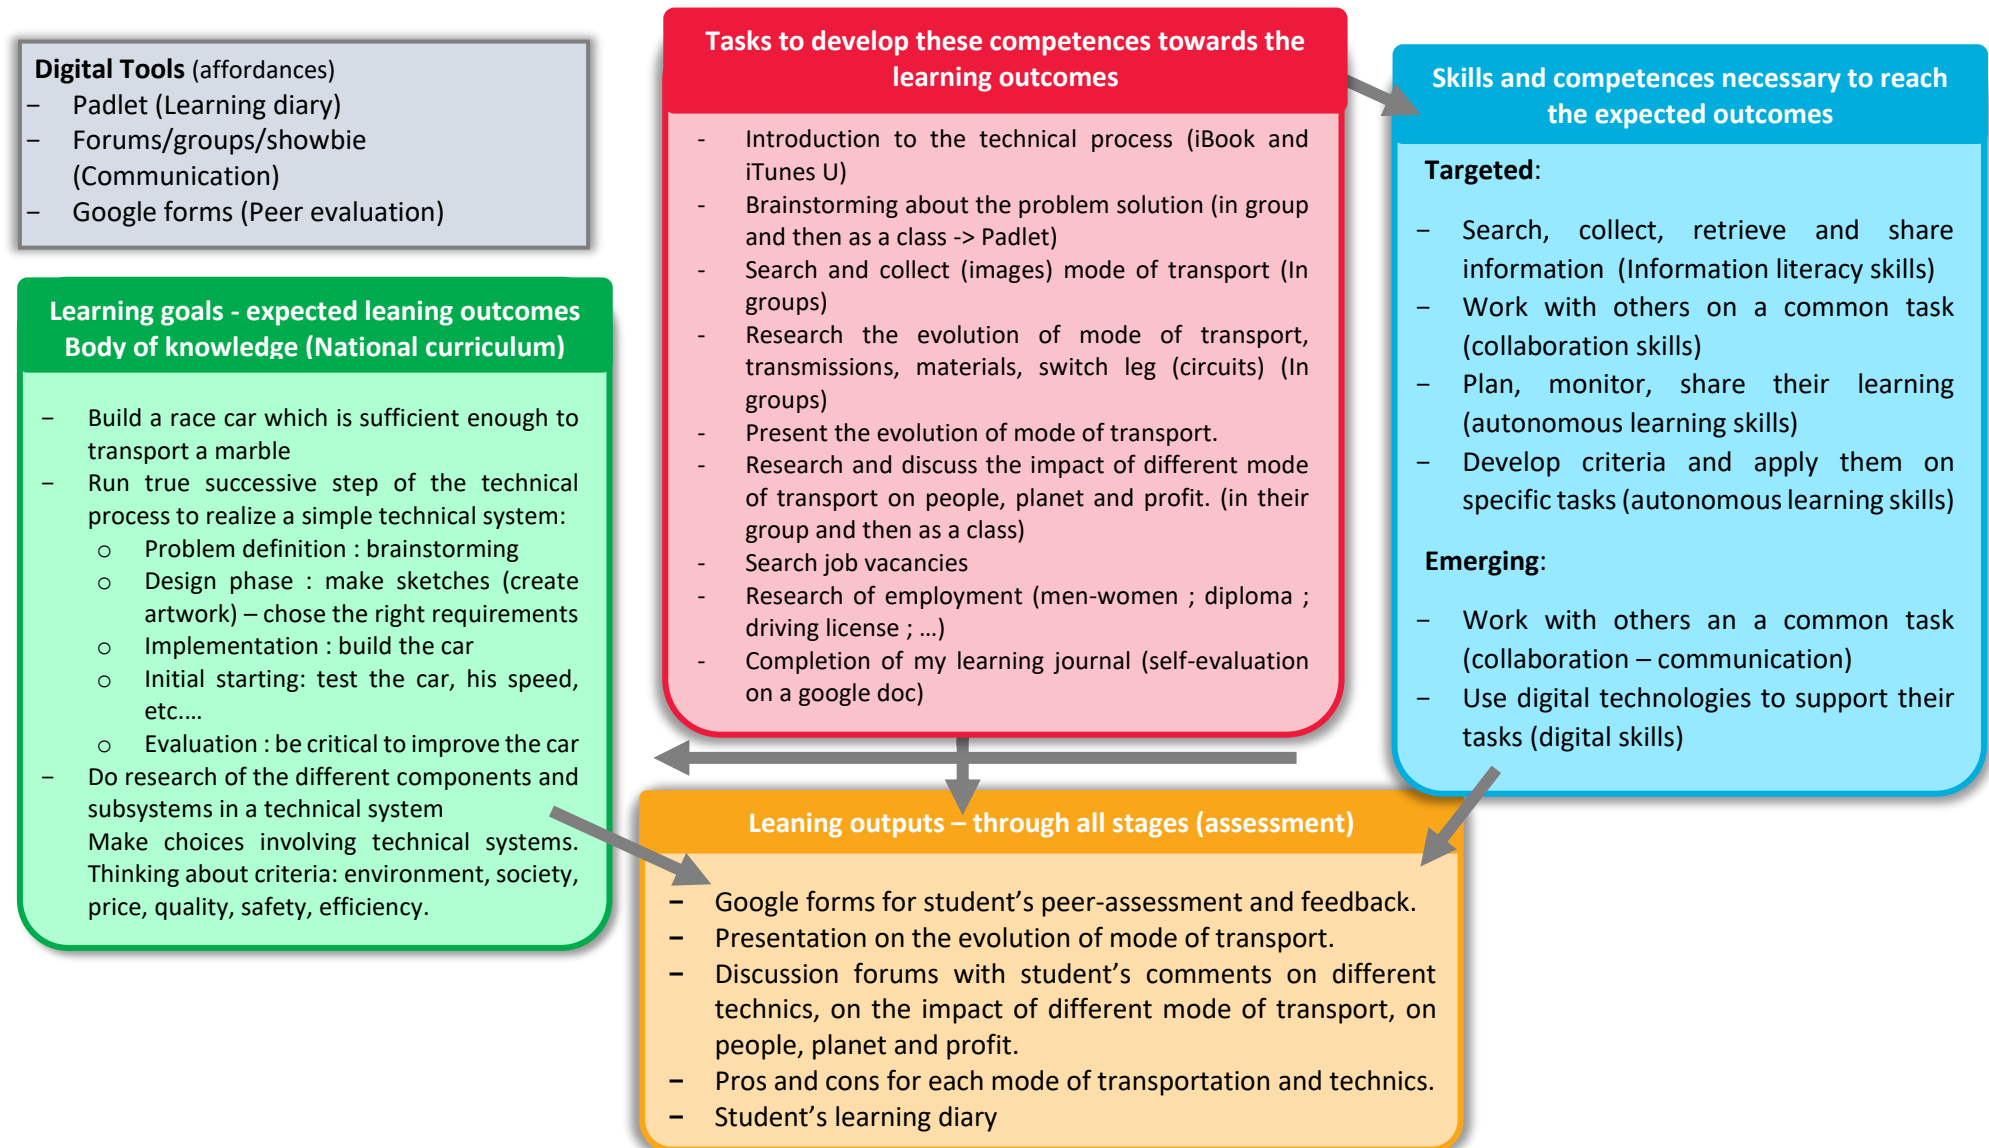 Digital Tools (affordances)
– Padlet (Learning diary)
– Forums/groups/showbie
(Communication)
– Google forms (Peer evaluation)
Learning goals - expected leaning outcomes
Body of knowledge (National curriculum)
– Build a race car which is sufficient enough to
transport a marble
– Run true successive step of the technical
process to realize a simple technical system:
o Problem definition : brainstorming
o Design phase : make sketches (create
artwork) – chose the right requirements
o Implementation : build the car
o Initial starting: test the car, his speed,
etc.…
o Evaluation : be critical to improve the car
– Do research of the different components and
subsystems in a technical system
Make choices involving technical systems.
Thinking about criteria: environment, society,
price, quality, safety, efficiency.
Tasks to develop these competences towards the
learning outcomes
- Introduction to the technical process (iBook and
iTunes U)
- Brainstorming about the problem solution (in group
and then as a class -> Padlet)
- Search and collect (images) mode of transport (In
groups)
- Research the evolution of mode of transport,
transmissions, materials, switch leg (circuits) (In
groups)
- Present the evolution of mode of transport.
- Research and discuss the impact of different mode
of transport on people, planet and profit. (in their
group and then as a class)
- Search job vacancies
- Research of employment (men-women ; diploma ;
driving license ; …)
- Completion of my learning journal (self-evaluation
on a google doc)
Skills and competences necessary to reach
the expected outcomes
Targeted:
– Search, collect, retrieve and share
information (Information literacy skills)
– Work with others on a common task
(collaboration skills)
– Plan, monitor, share their learning
(autonomous learning skills)
– Develop criteria and apply them on
specific tasks (autonomous learning skills)
Emerging:
– Work with others an a common task
(collaboration – communication)
– Use digital technologies to support their
tasks (digital skills)
Leaning outputs – through all stages (assessment)
– Google forms for student’s peer-assessment and feedback.
– Presentation on the evolution of mode of transport.
– Discussion forums with student’s comments on different
technics, on the impact of different mode of transport, on
people, planet and profit.
– Pros and cons for each mode of transportation and technics.
– Student’s learning diary